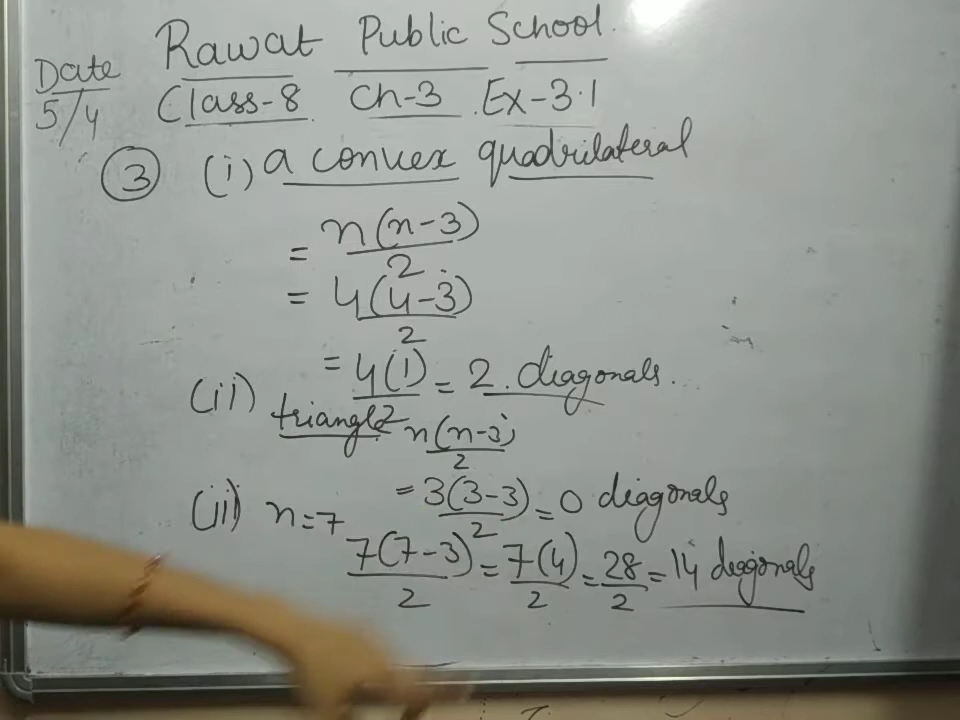 Rawat Public School.
Date
5/4
Class-8. Ch-3. Ex-3.1
③ (i) a convex quadrilateral
= n(n-3)/2
= 4(4-3)/2
= 4(1)/2 = 2. diagonals.
(ii) triangle n(n-3)/2
= 3(3-3)/2 = 0 diagonals
(iii) n=7
7(7-3)/2 = 7(4)/2 = 28/2 = 14 diagonals